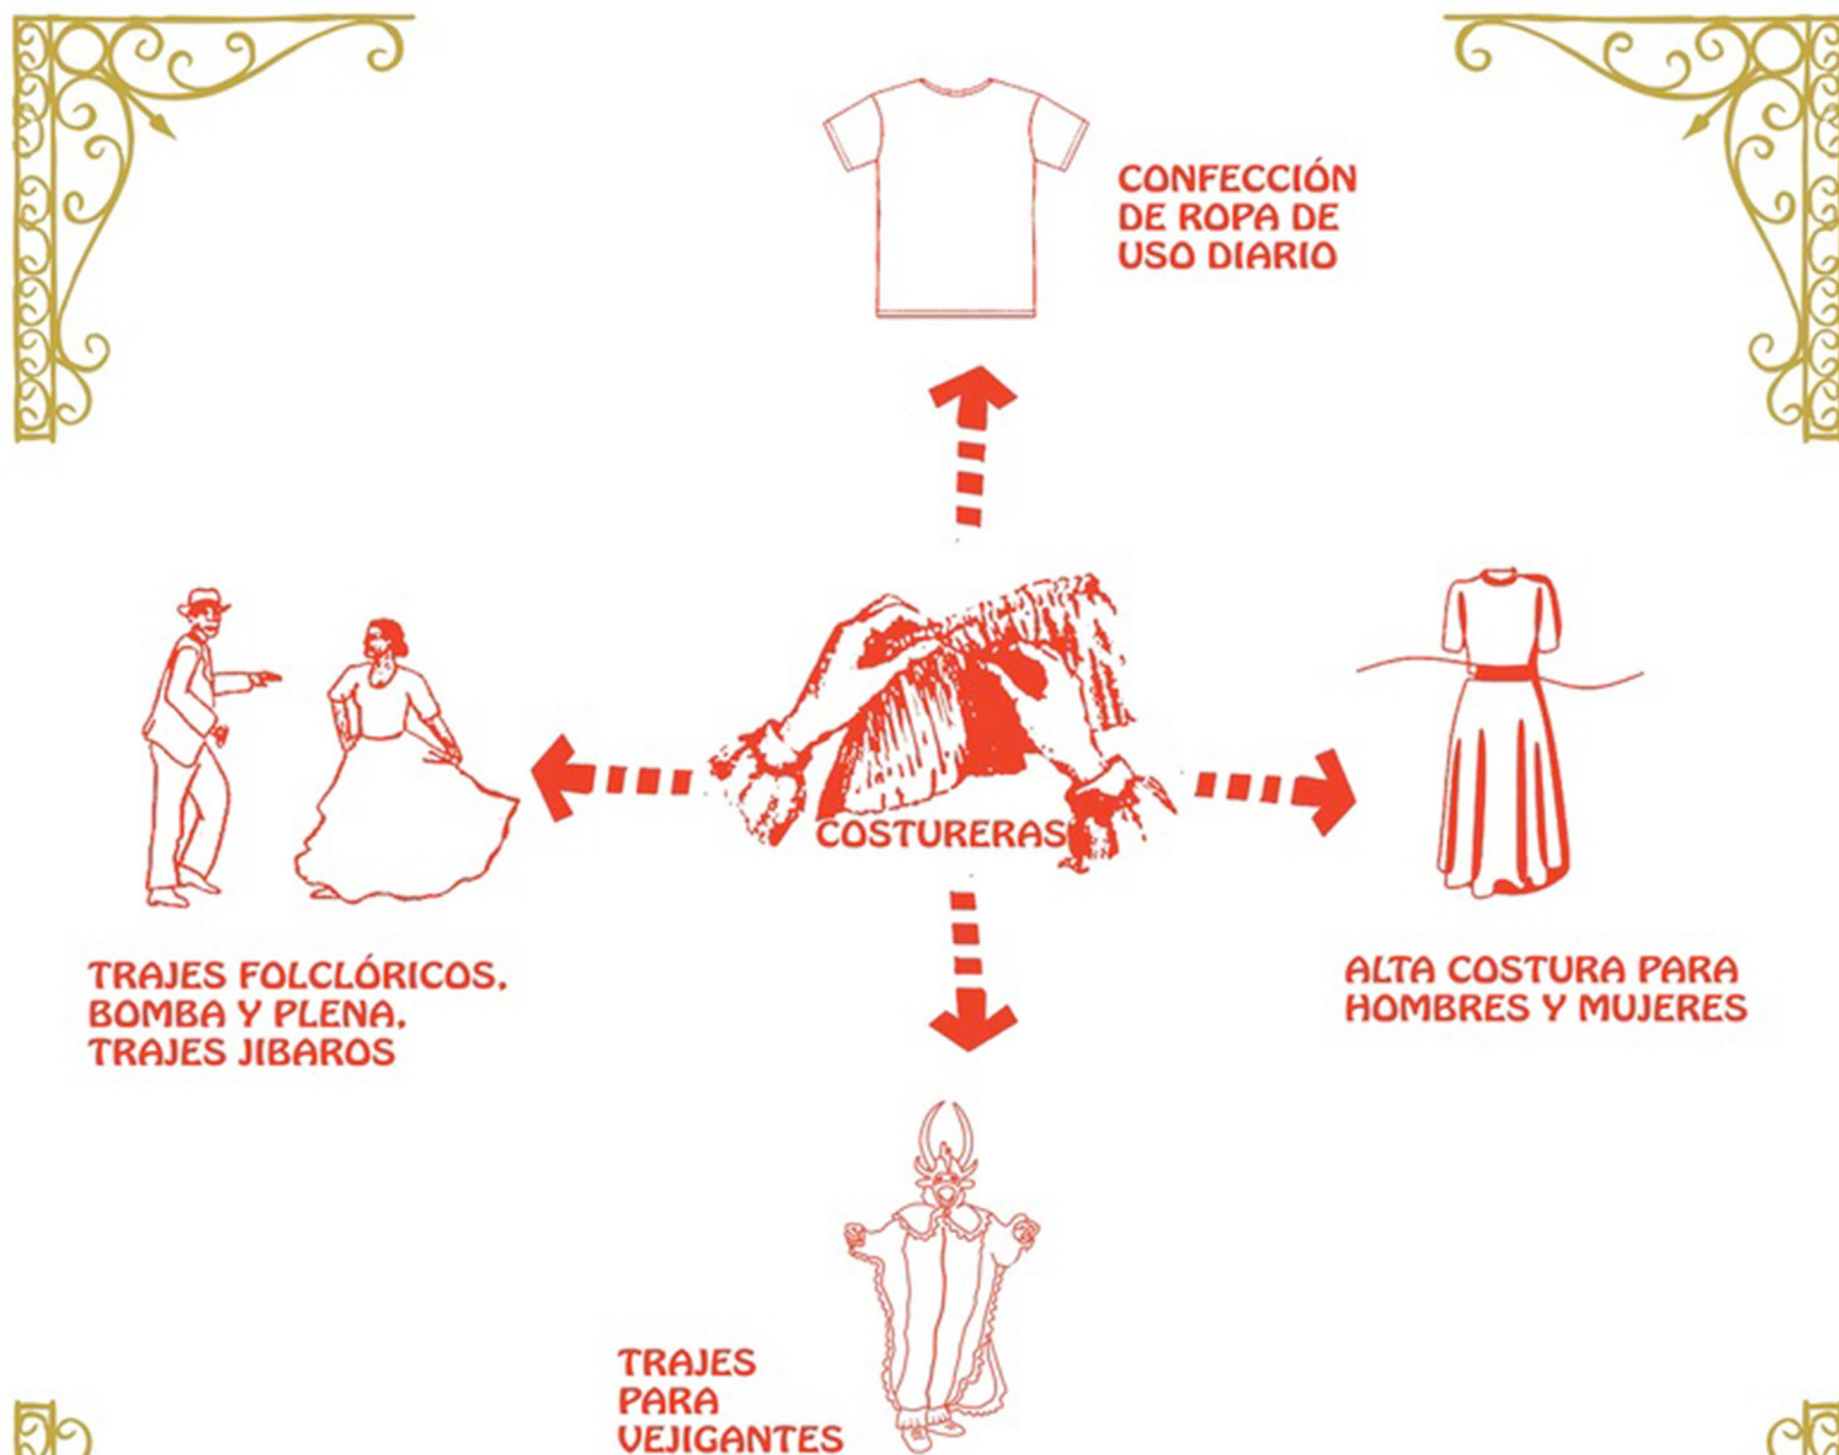 CONFECCIÓN
DE ROPA DE
USO DIARIO
COSTURERAS
TRAJES FOLCLÓRICOS,
BOMBA Y PLENA,
TRAJES JIBAROS
ALTA COSTURA PARA
HOMBRES Y MUJERES
TRAJES
PARA
VEJIGANTES